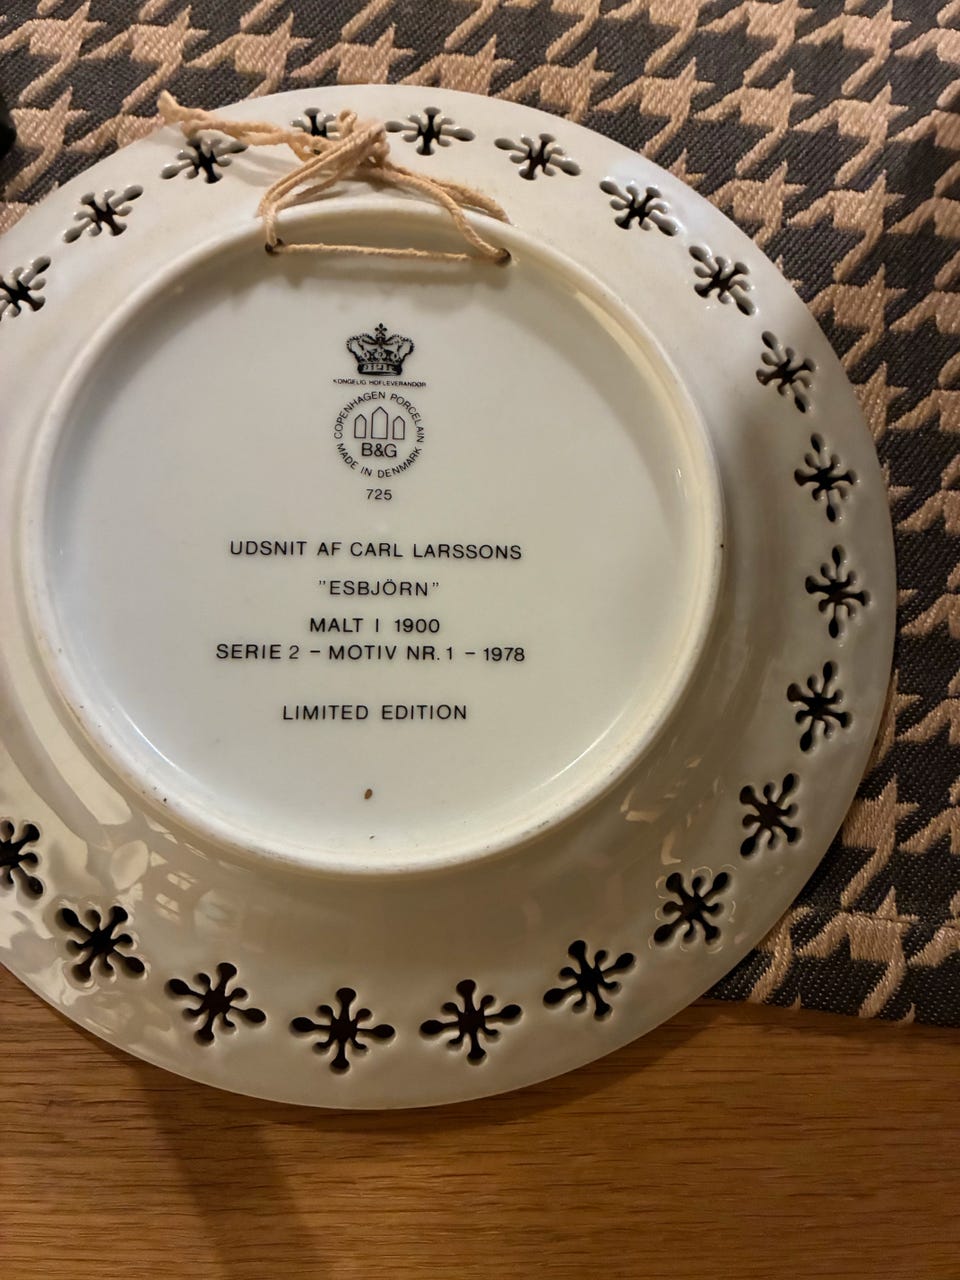 KONGELIG HOFLEVERANDØR
COPENHAGEN PORCELAIN
B&G
MADE IN DENMARK
725
UDSNIT AF CARL LARSSONS
"ESBJÖRN"
MALT I 1900
SERIE 2 – MOTIV NR. 1 – 1978
LIMITED EDITION